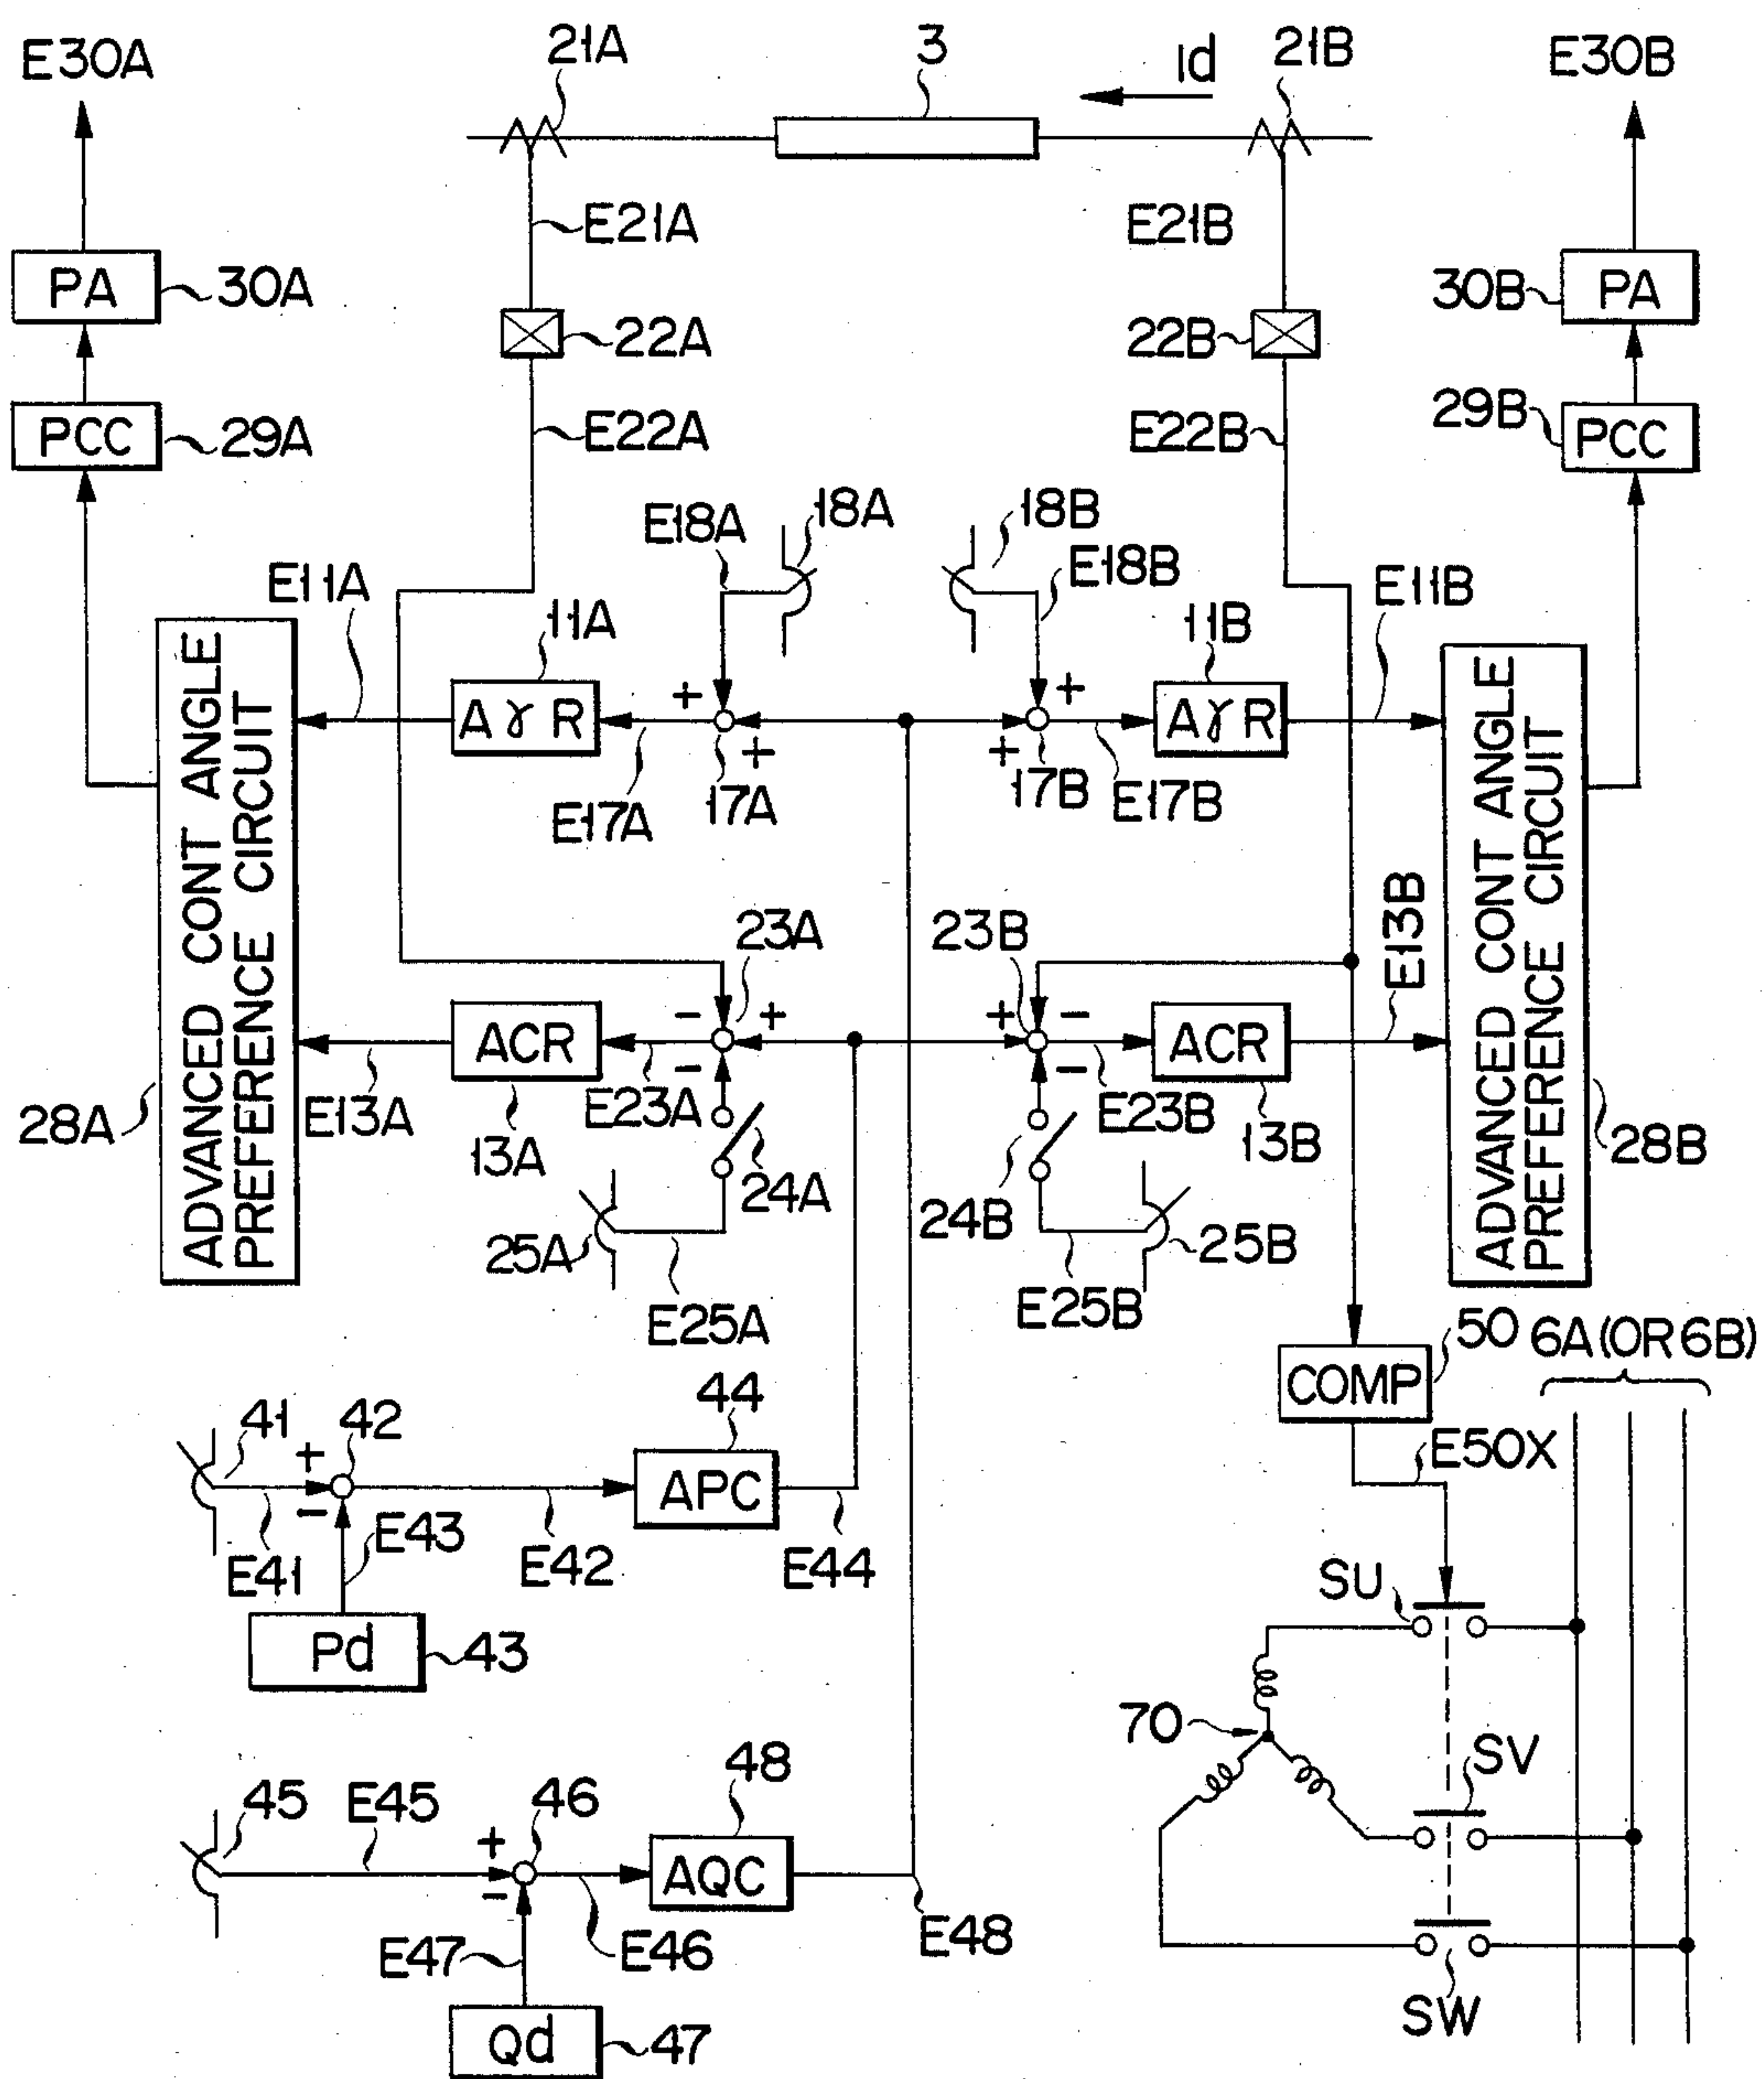 21A
3
Id
21B
E30A
E30B
E21A
E21B
PA
30A
30B
PA
22A
22B
PCC
29A
29B
PCC
E22A
E22B
E18A
18A
18B
E18B
E11A
11A
11B
E11B
ADVANCED CONT ANGLE
PREFERENCE CIRCUIT
AγR
+
+
AγR
ADVANCED CONT ANGLE
PREFERENCE CIRCUIT
+
+
E17A
17A
17B
E17B
23A
23B
E13B
ACR
-
+
+
-
ACR
-
-
28A
E13A
13A
E23A
E23B
13B
28B
24A
24B
25A
25B
E25A
E25B
50
6A (OR 6B)
COMP
41
+
42
44
E50X
APC
-
E41
E43
E42
E44
SU
Pd
43
70
SV
45
E45
+
46
48
AQC
-
E47
E46
E48
SW
Qd
47